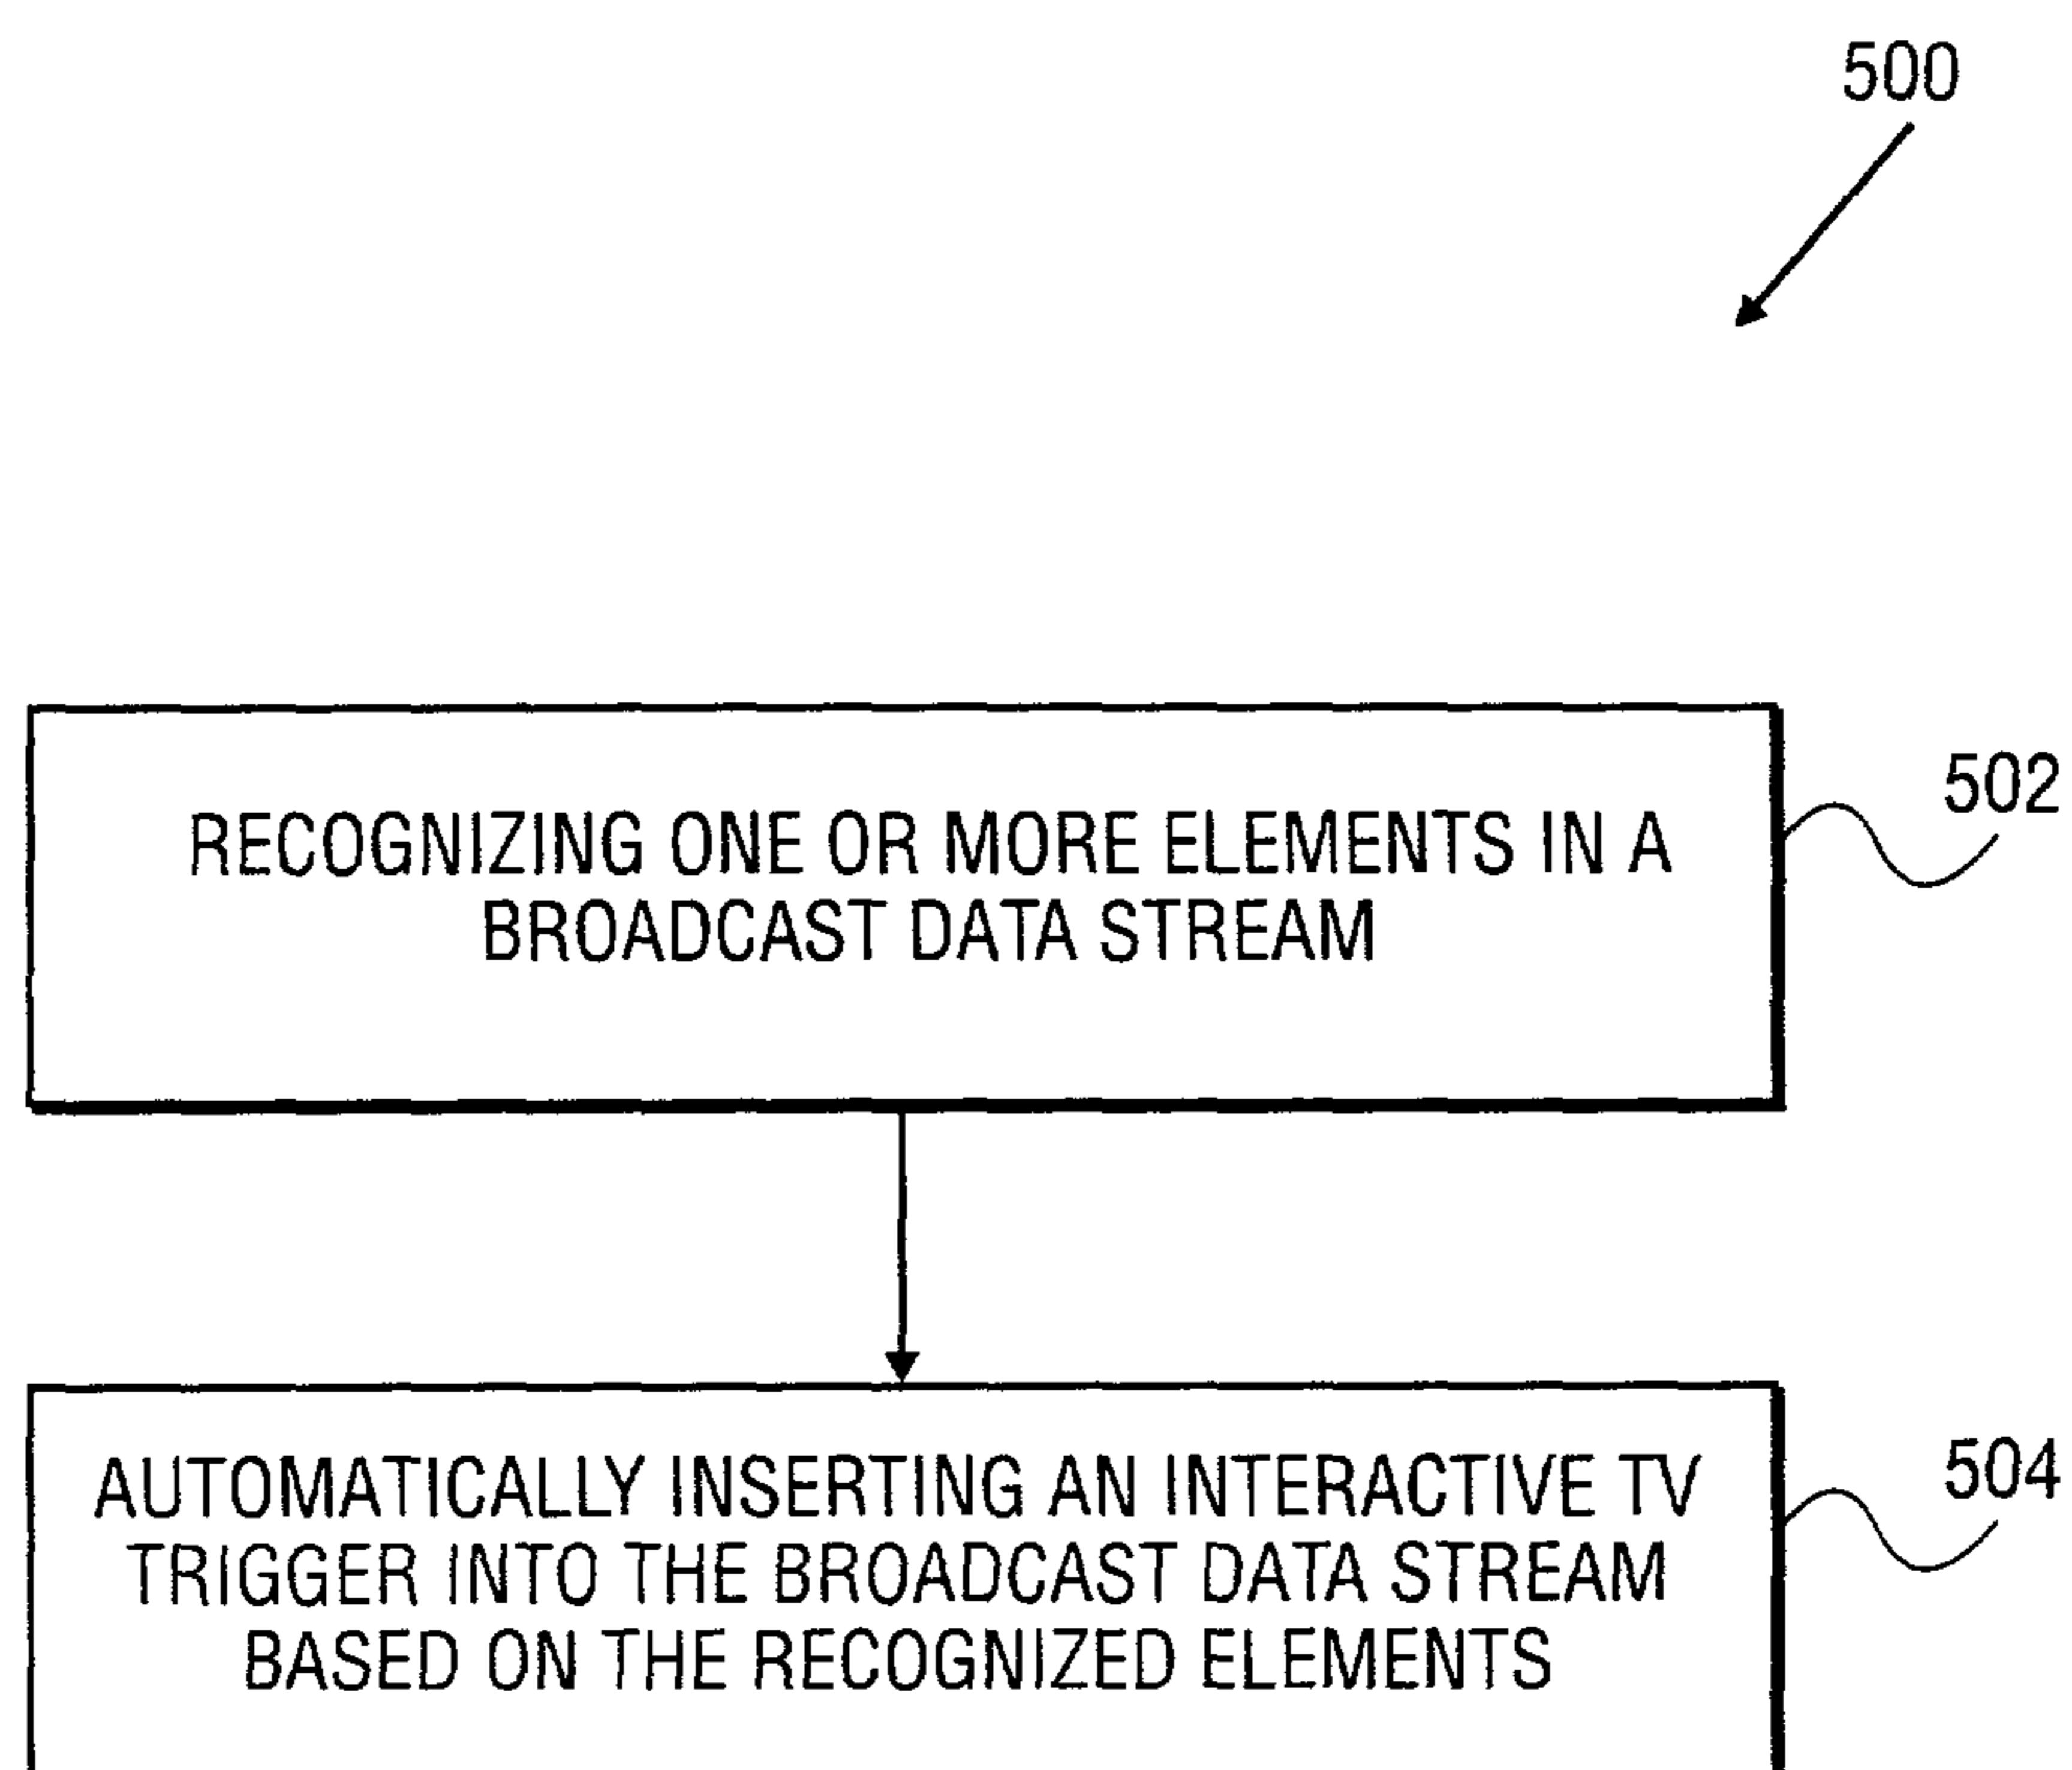 500
RECOGNIZING ONE OR MORE ELEMENTS IN A
BROADCAST DATA STREAM
502
AUTOMATICALLY INSERTING AN INTERACTIVE TV
TRIGGER INTO THE BROADCAST DATA STREAM
BASED ON THE RECOGNIZED ELEMENTS
504